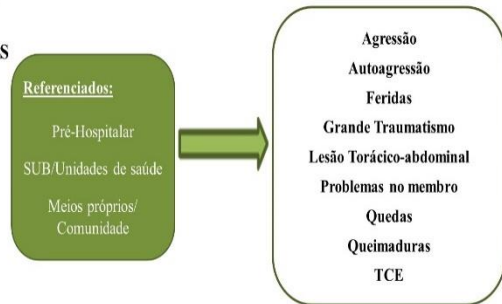 S
Referenciados:
Pré-Hospitalar
SUB/Unidades de saúde
Meios próprios/
Comunidade
Agressão
Autoagressão
Feridas
Grande Traumatismo
Lesão Torácico-abdominal
Problemas no membro
Quedas
Queimaduras
TCE